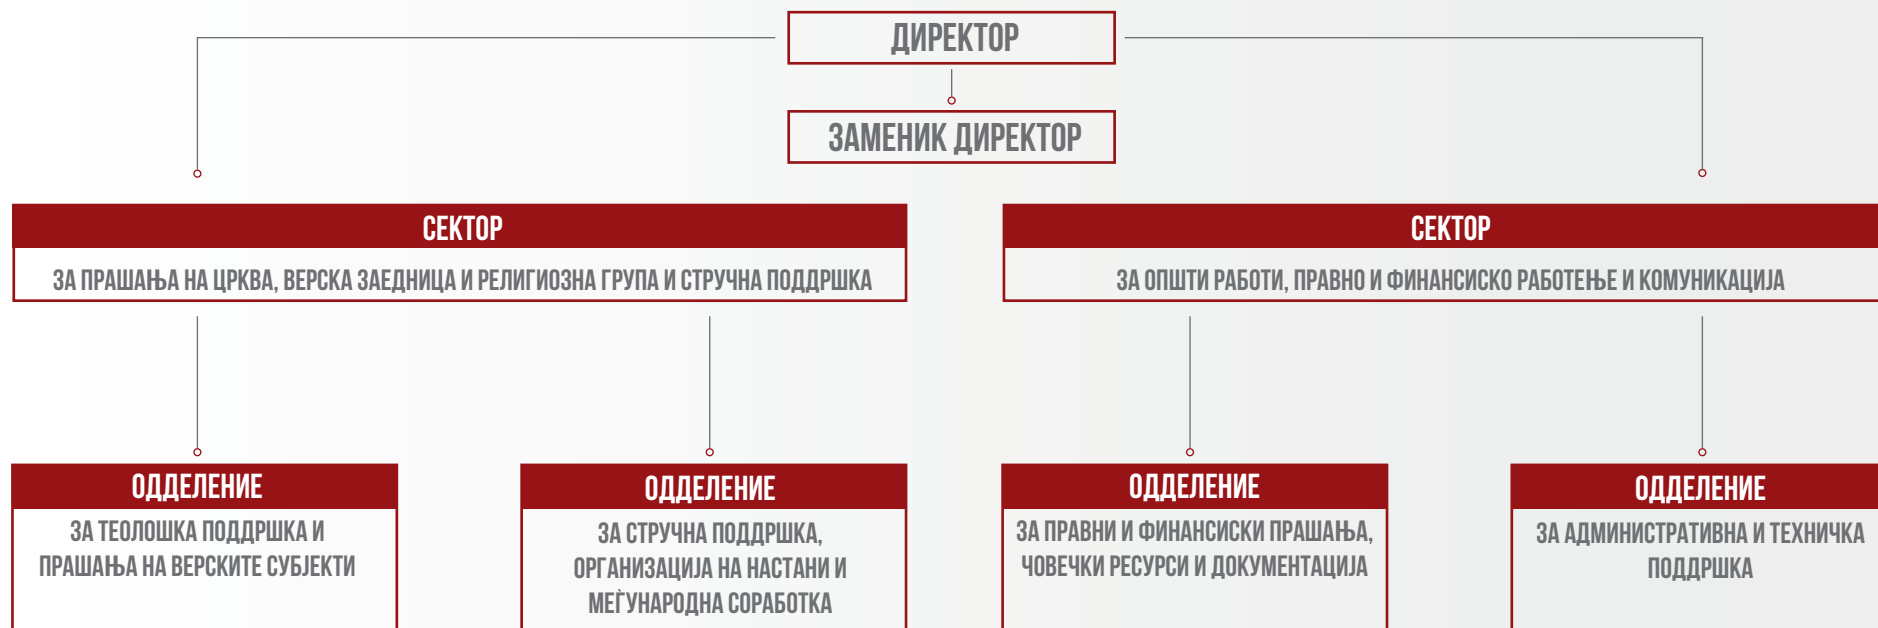 ДИРЕКТОР
ЗАМЕНИК ДИРЕКТОР
СЕКТОР
ЗА ПРАШАЊА НА ЦРКВА, ВЕРСКА ЗАЕДНИЦА И РЕЛИГИОЗНА ГРУПА И СТРУЧНА ПОДДРШКА
СЕКТОР
ЗА ОПШТИ РАБОТИ, ПРАВНО И ФИНАНСИСКО РАБОТЕЊЕ И КОМУНИКАЦИЈА
ОДДЕЛЕНИЕ
ЗА ТЕОЛОШКА ПОДДРШКА И
ПРАШАЊА НА ВЕРСКИТЕ СУБЈЕКТИ
ОДДЕЛЕНИЕ
ЗА СТРУЧНА ПОДДРШКА,
ОРГАНИЗАЦИЈА НА НАСТАНИ И
МЕЃУНАРОДНА СОРАБОТКА
ОДДЕЛЕНИЕ
ЗА ПРАВНИ И ФИНАНСИСКИ ПРАШАЊА,
ЧОВЕЧКИ РЕСУРСИ И ДОКУМЕНТАЦИЈА
ОДДЕЛЕНИЕ
ЗА АДМИНИСТРАТИВНА И ТЕХНИЧКА
ПОДДРШКА